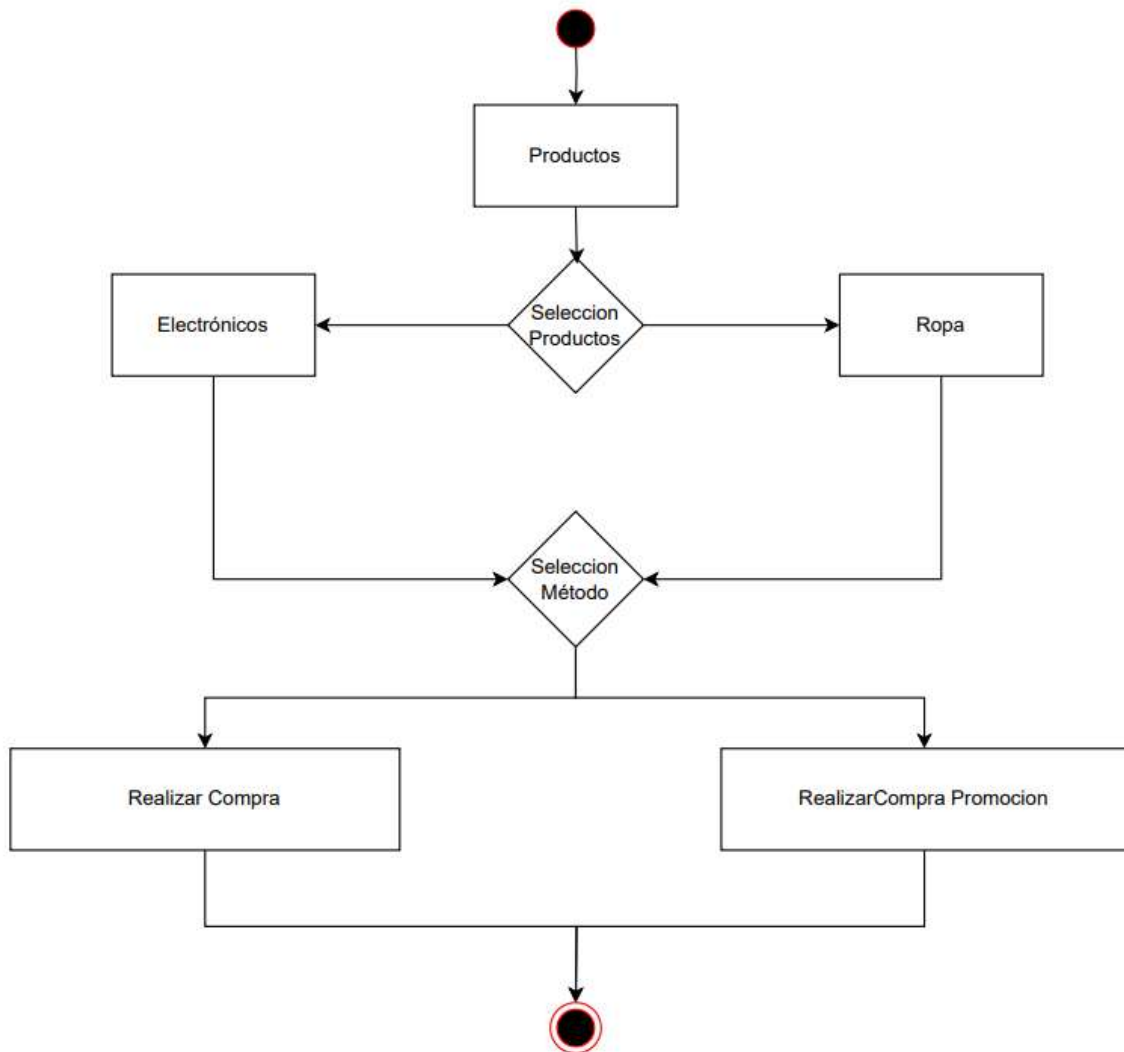 Productos
Electrónicos
Seleccion
Productos
Ropa
Seleccion
Método
Realizar Compra
RealizarCompra Promocion